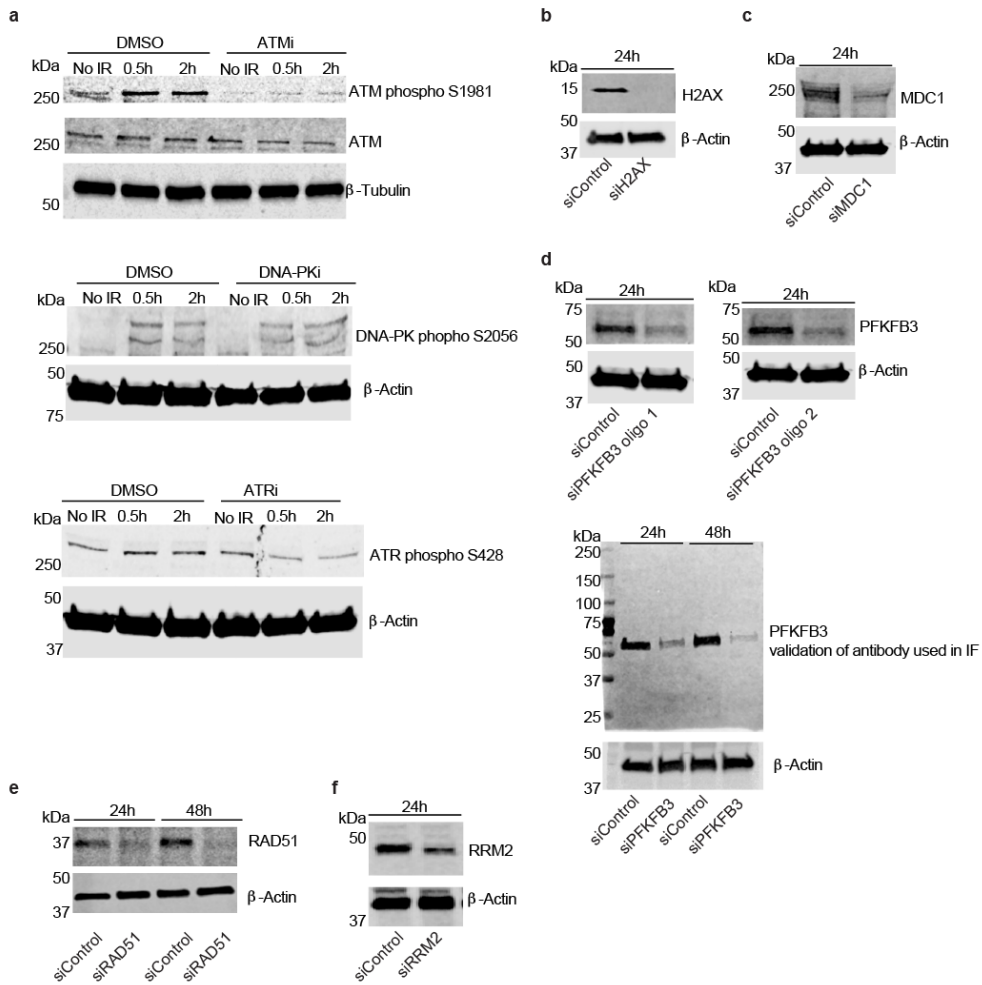 a
DMSO ATMi
kDa No IR 0.5h 2h No IR 0.5h 2h
250 ATM phospho S1981
250 ATM
50 β-Tubulin
DMSO DNA-PKi
kDa No IR 0.5h 2h No IR 0.5h 2h
250 DNA-PK phopho S2056
50
75 β-Actin
DMSO ATRi
kDa No IR 0.5h 2h No IR 0.5h 2h
250 ATR phospho S428
50
37 β-Actin
b
24h
kDa
15 H2AX
50
37 β-Actin
siControl siH2AX
c
24h
kDa
250 MDC1
50
37 β-Actin
siControl siMDC1
d
24h
kDa
75
50
50
37
siControl siPFKFB3 oligo 1
24h
kDa
75
50 PFKFB3
50
37 β-Actin
siControl siPFKFB3 oligo 2
24h 48h
kDa
250
150
100
75
50
37
25
PFKFB3
validation of antibody used in IF
50
37 β-Actin
siControl siPFKFB3 siControl siPFKFB3
e
24h 48h
kDa
37 RAD51
50
37 β-Actin
siControl siRAD51 siControl siRAD51
f
24h
kDa
50 RRM2
37 β-Actin
siControl siRRM2